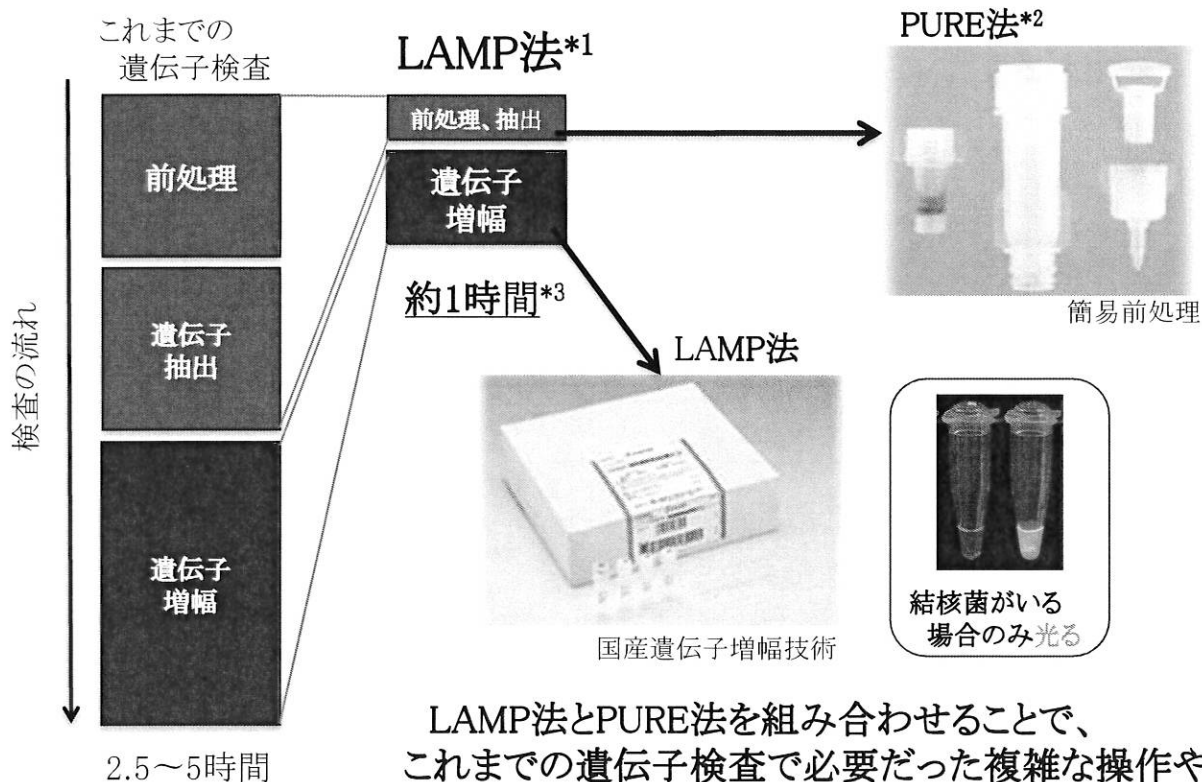 これまでの
遺伝子検査
LAMP法*1
PURE法*2
前処理
前処理、抽出
遺伝子
増幅
約1時間*3
簡易前処理
検査の流れ
遺伝子
抽出
LAMP法
遺伝子
増幅
国産遺伝子増幅技術
結核菌がいる
場合のみ光る
2.5～5時間
LAMP法とPURE法を組み合わせることで、
これまでの遺伝子検査で必要だった複雑な操作や